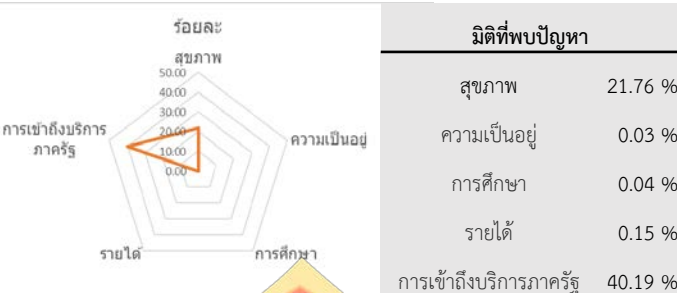 ร้อยละ
สุขภาพ
50.00
40.00
30.00
20.00
10.00
0.00
ความเป็นอยู่
การศึกษา
รายได้
การเข้าถึงบริการ
ภาครัฐ
มิติที่พบปัญหา
สุขภาพ 21.76 %
ความเป็นอยู่ 0.03 %
การศึกษา 0.04 %
รายได้ 0.15 %
การเข้าถึงบริการภาครัฐ 40.19 %